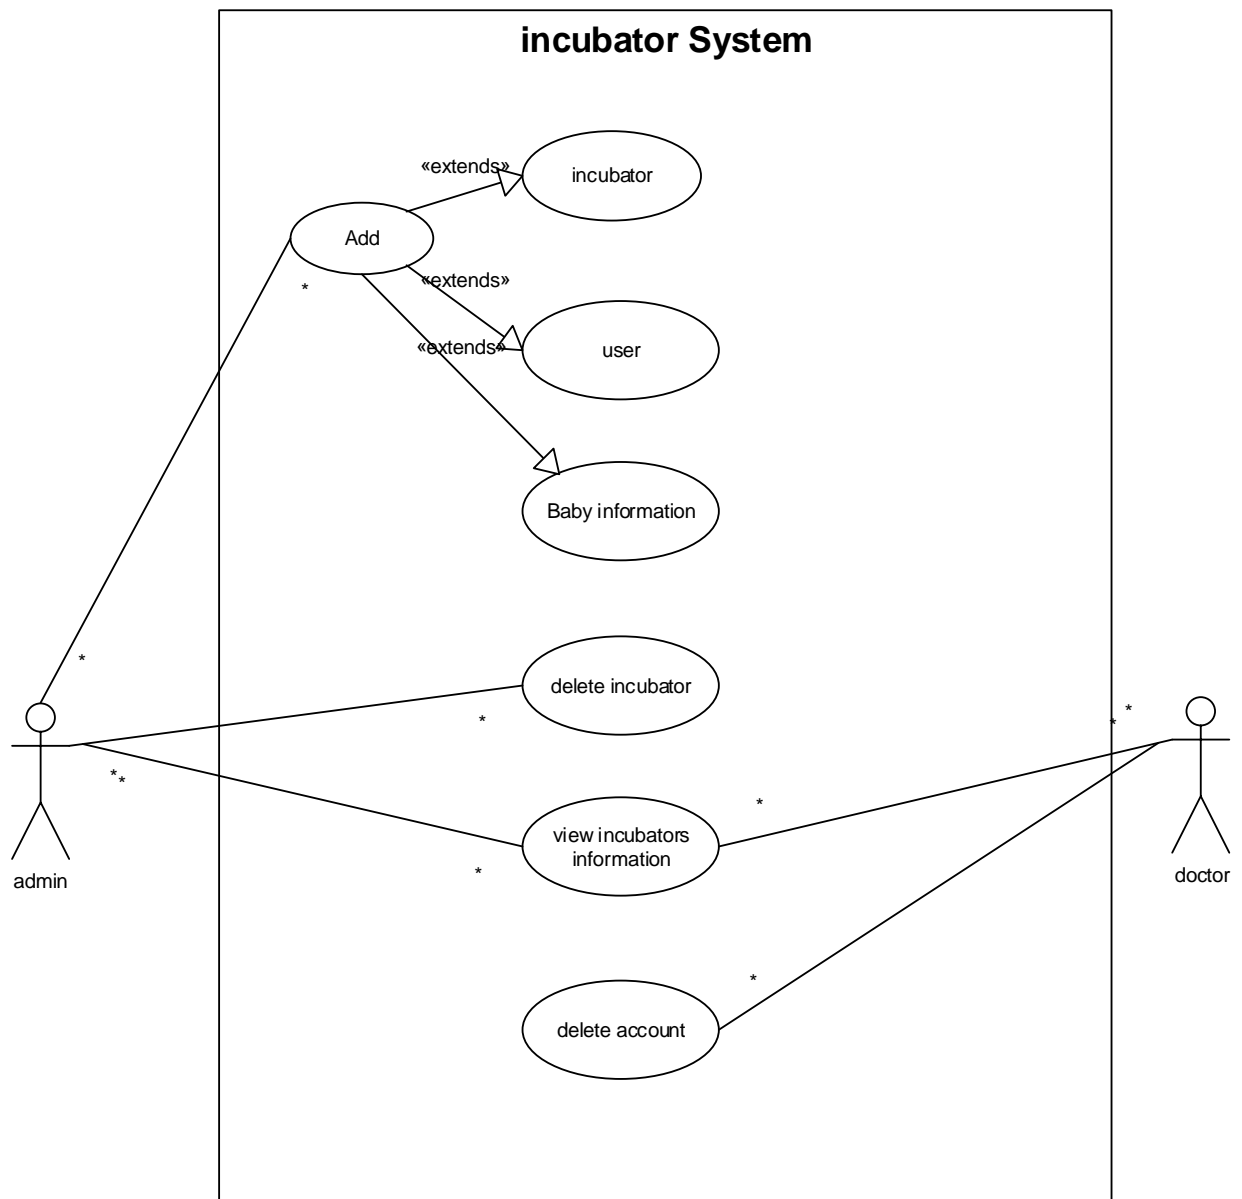 incubator System
«extends»
incubator
Add
«extends»
*
user
«extends»
Baby information
*
delete incubator
*
*
*
*
*
*
view incubators
information
*
admin
doctor
*
delete account